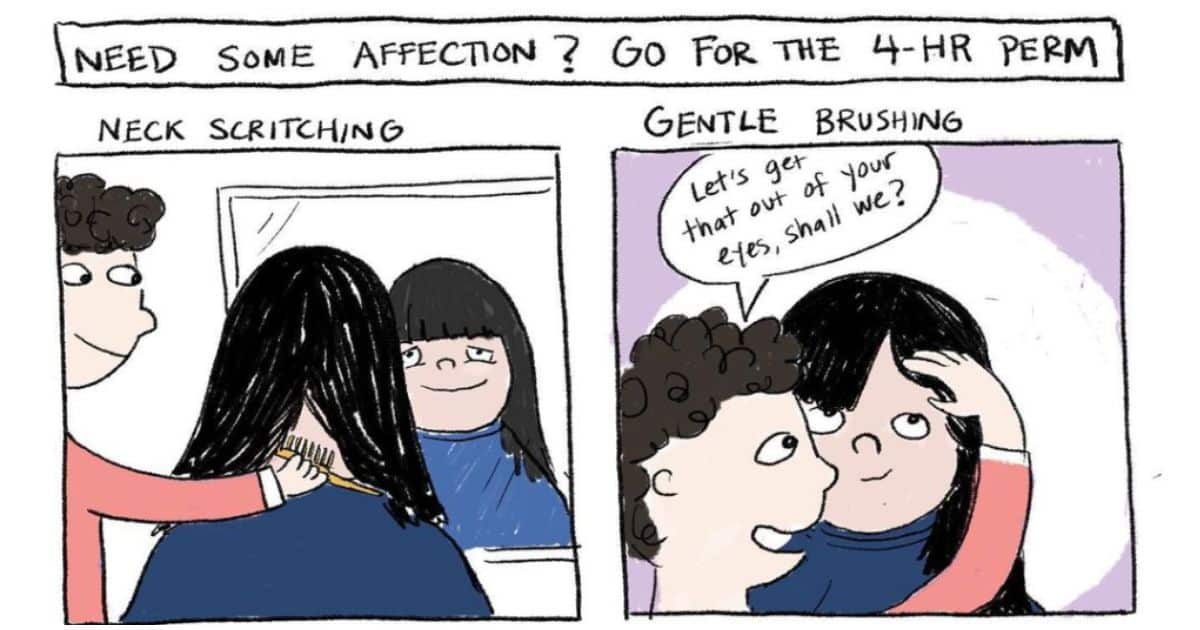 NEED SOME AFFECTION? GO FOR THE 4-HR PERM
NECK SCRITCHING
GENTLE BRUSHING
Let's get
that out of your
eyes, shall we?